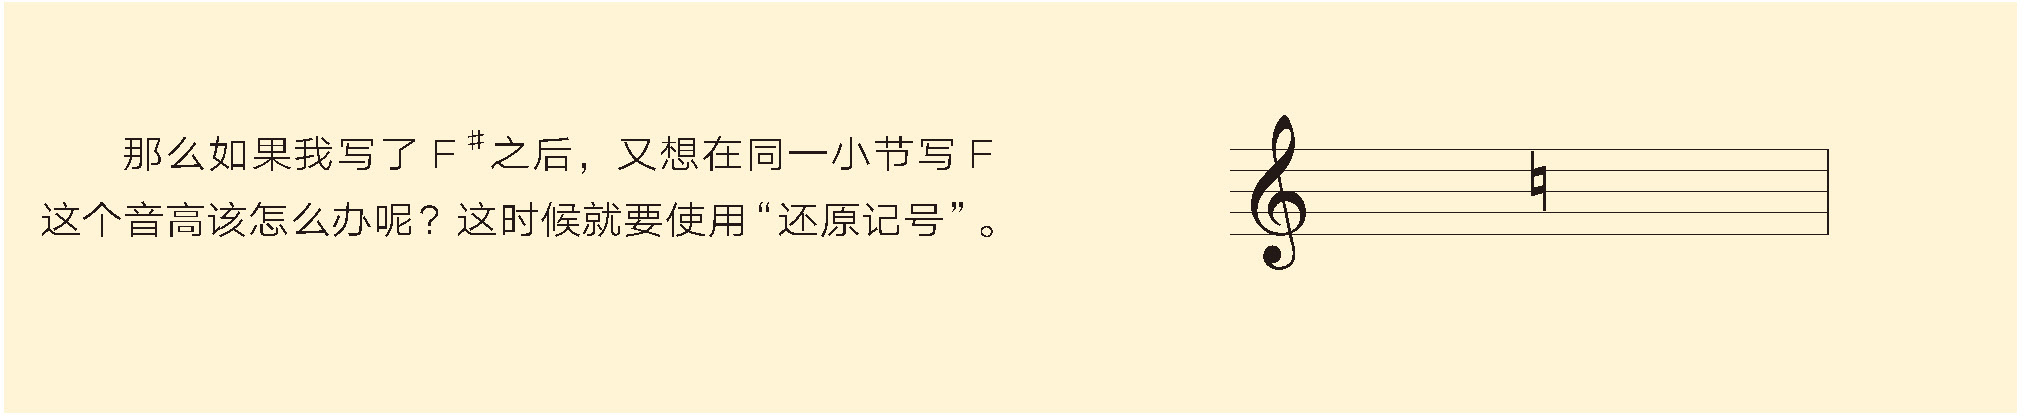 那么如果我写了 F♯之后，又想在同一小节写 F
这个音高该怎么办呢？这时候就要使用“还原记号”。